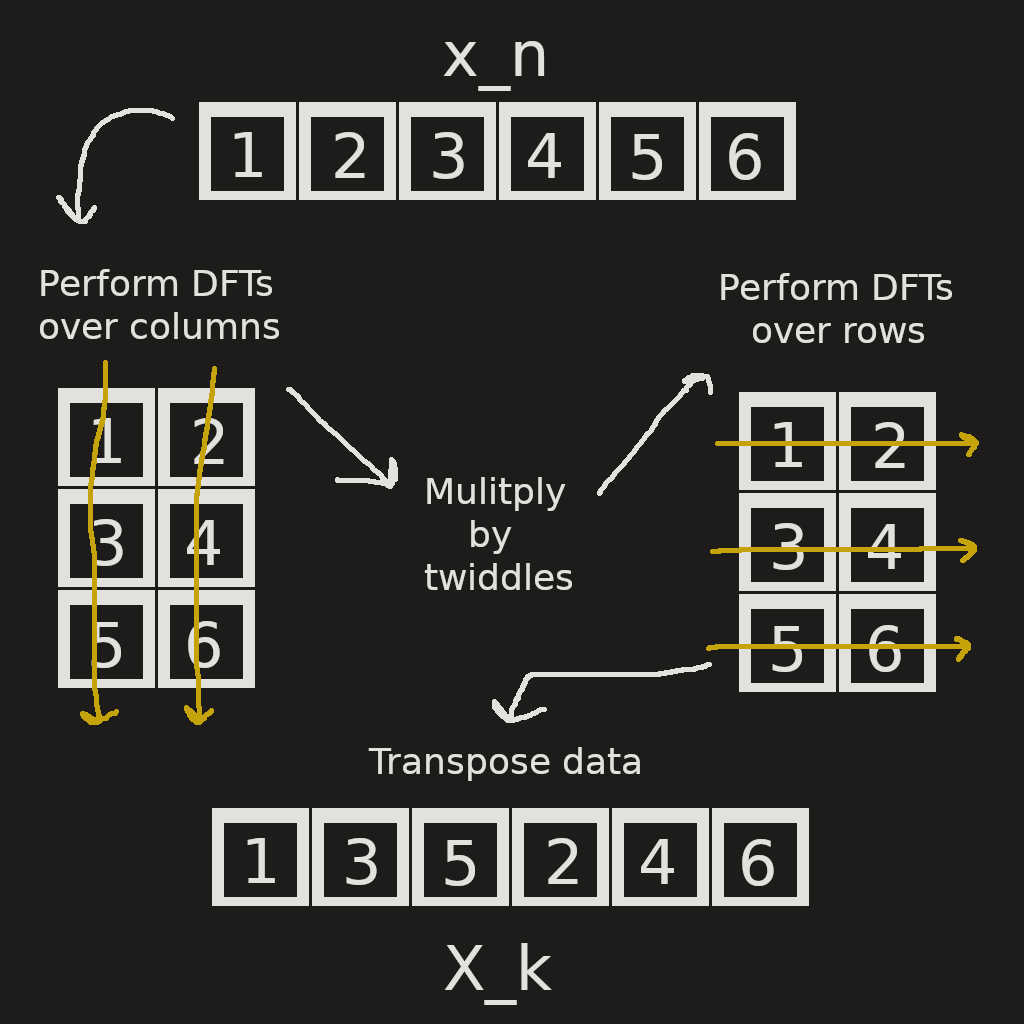 x_n
1 2 3 4 5 6
Perform DFTs
over columns
1 2
3 4
5 6
Mulitply
by
twiddles
Perform DFTs
over rows
1 2
3 4
5 6
Transpose data
1 3 5 2 4 6
X_k